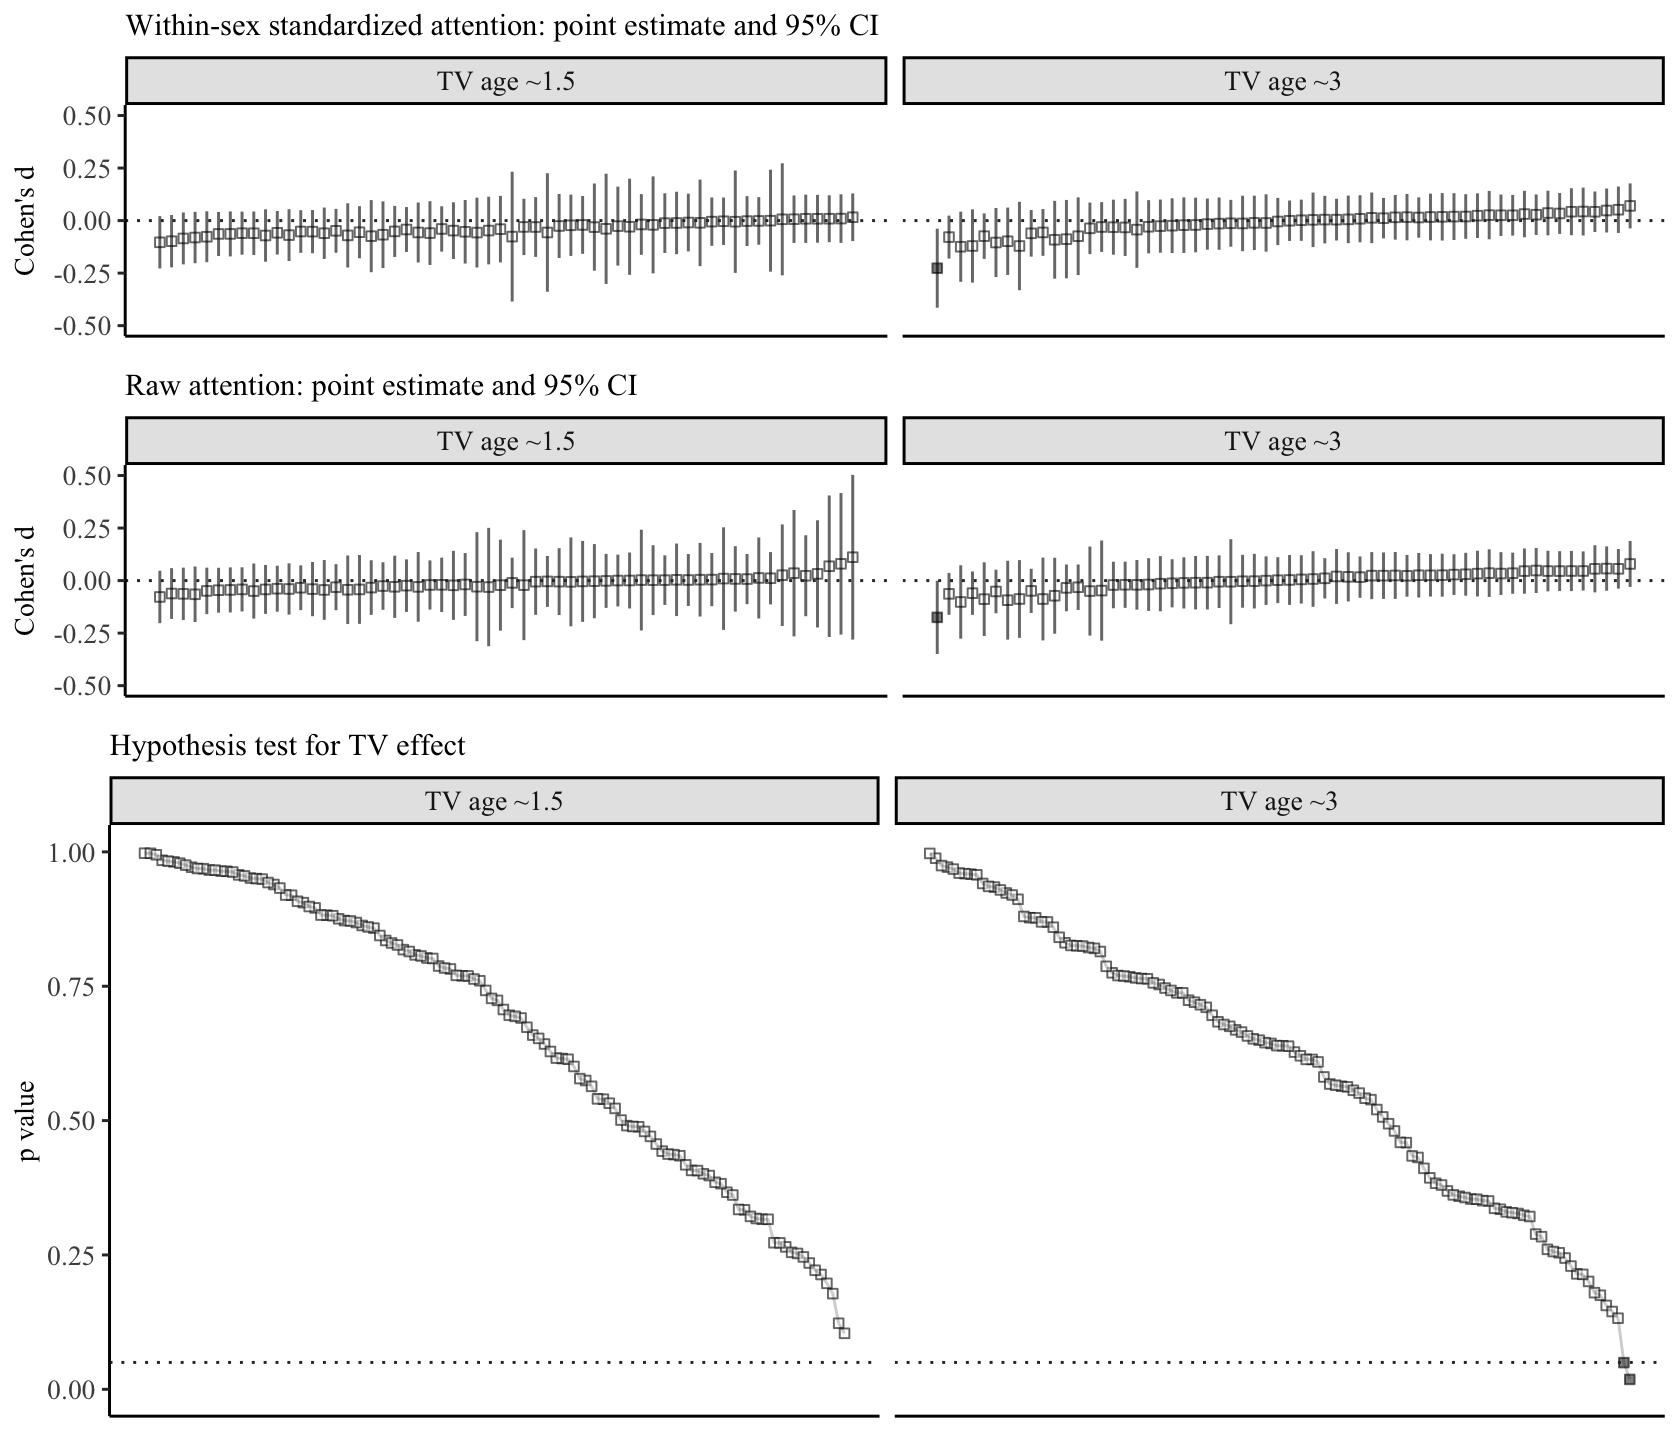 Within-sex standardized attention: point estimate and 95% CI
TV age ~1.5
TV age ~3
Cohen's d
0.50
0.25
0.00
-0.25
-0.50
Raw attention: point estimate and 95% CI
TV age ~1.5
TV age ~3
Cohen's d
0.50
0.25
0.00
-0.25
-0.50
Hypothesis test for TV effect
TV age ~1.5
TV age ~3
p value
1.00
0.75
0.50
0.25
0.00